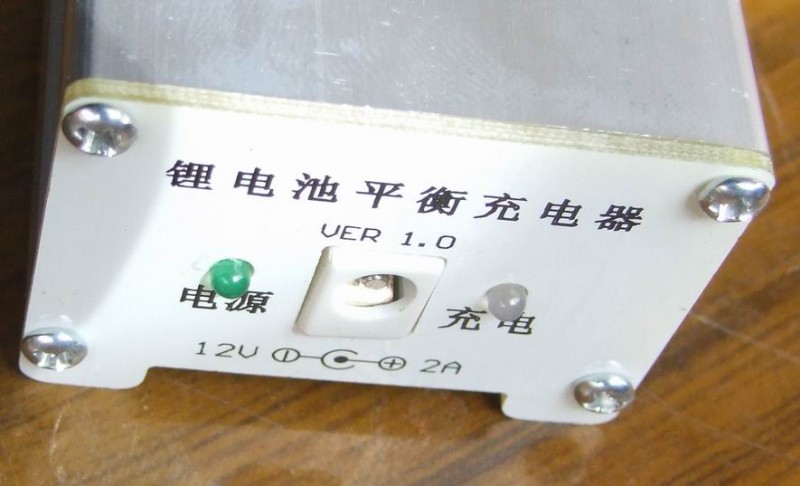 锂电池平衡充电器
VER 1.0
电源
充电
12V 2A